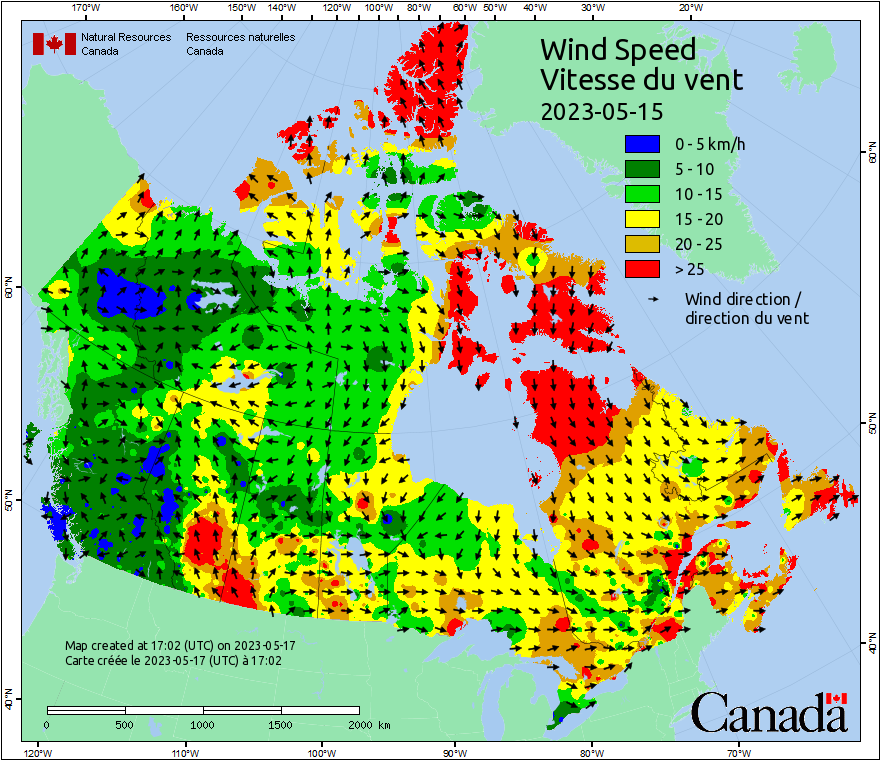 170°W 160°W 150°W 140°W 130°W 120°W 110°W 100°W 90°W 80°W 70°W 60°W 50°W 40°W 30°W 20°W
Natural Resources Ressources naturelles
Canada Canada
Wind Speed
Vitesse du vent
2023-05-15
0 - 5 km/h
5 - 10
10 - 15
15 - 20
20 - 25
> 25
Wind direction /
direction du vent
60°N 60°N
50°N 50°N
40°N 40°N
Map created at 17:02 (UTC) on 2023-05-17
Carte créée le 2023-05-17 (UTC) à 17:02
0 500 1000 1500 2000 km
Canada
120°W 110°W 100°W 90°W 80°W 70°W